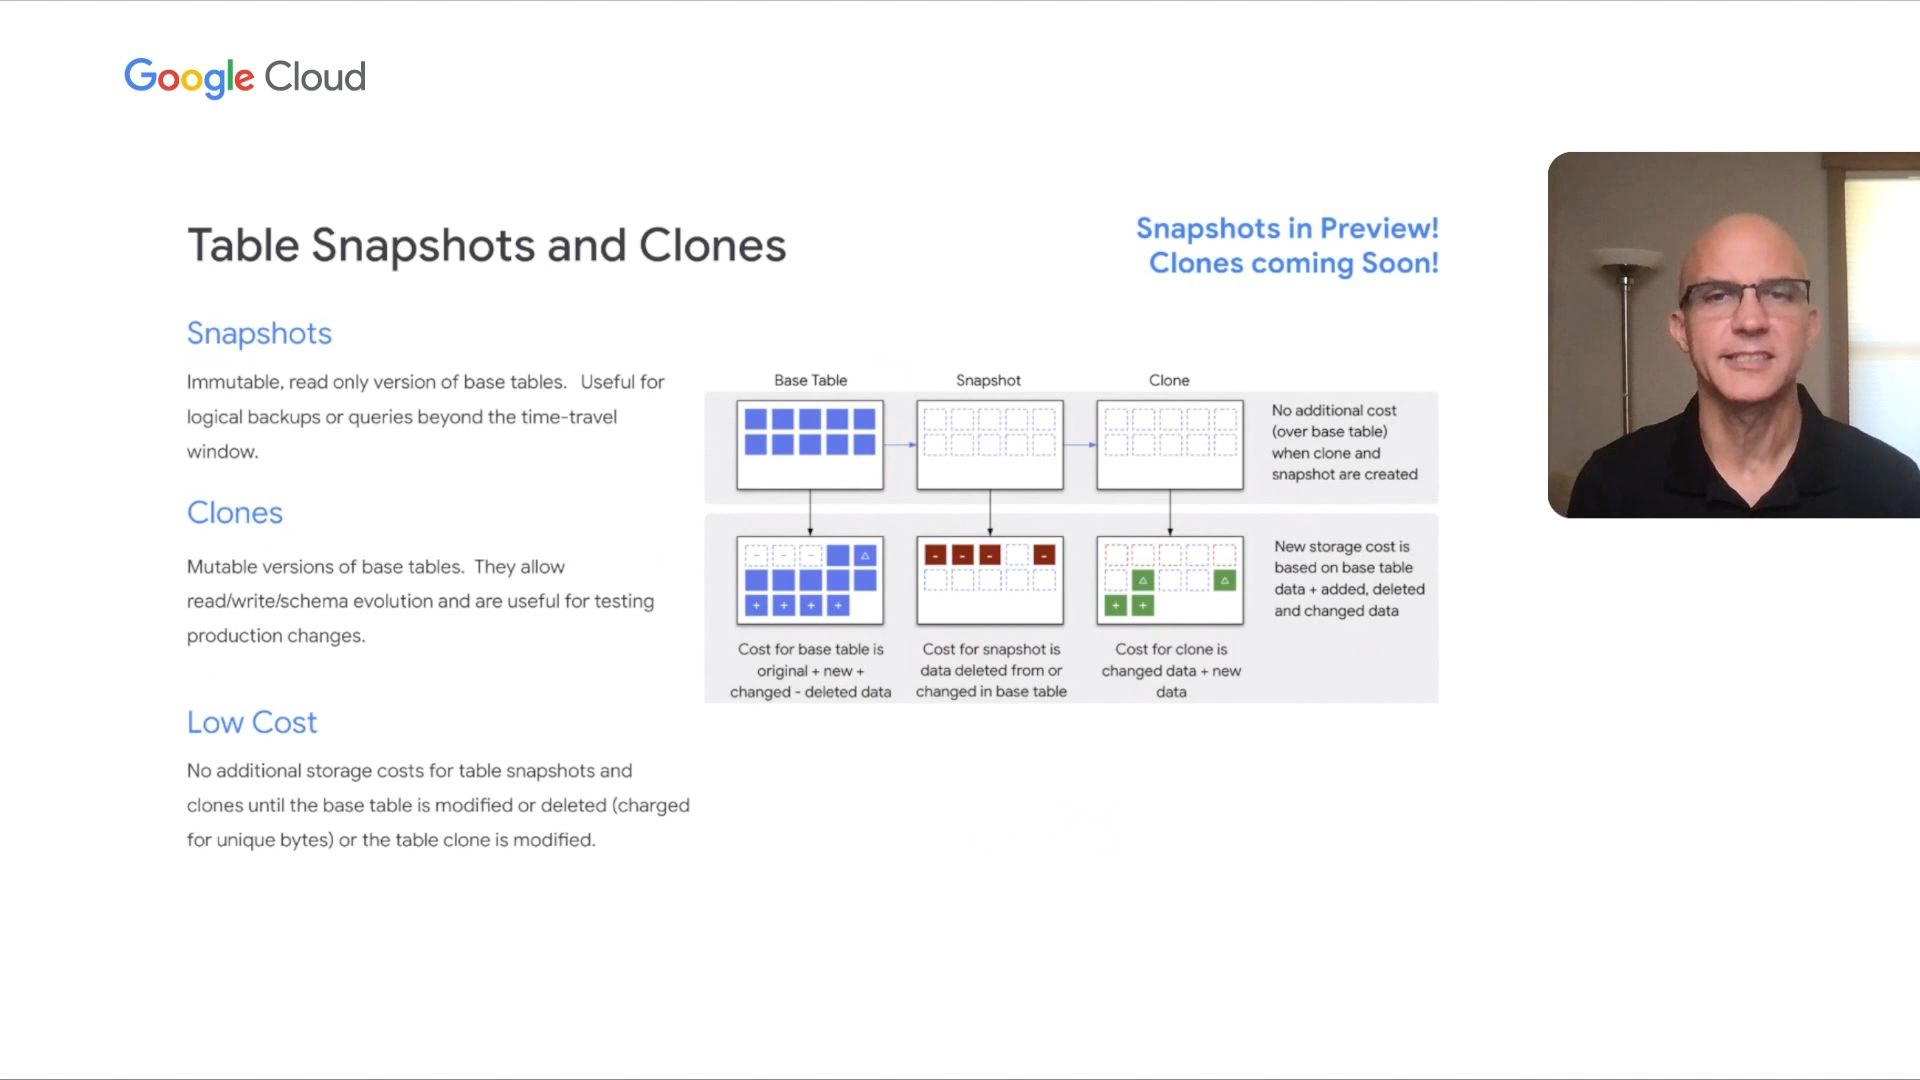 Google Cloud
Table Snapshots and Clones
Snapshots in Preview!
Clones coming Soon!
Snapshots
Immutable, read only version of base tables. Useful for
logical backups or queries beyond the time-travel
window.
Clones
Mutable versions of base tables. They allow
read/write/schema evolution and are useful for testing
production changes.
Low Cost
No additional storage costs for table snapshots and
clones until the base table is modified or deleted (charged
for unique bytes) or the table clone is modified.
Base Table
Snapshot
Clone
No additional cost
(over base table)
when clone and
snapshot are created
- - - △
+ + + +
- - - -
△ △
+ +
New storage cost is
based on base table
data + added, deleted
and changed data
Cost for base table is
original + new +
changed - deleted data
Cost for snapshot is
data deleted from or
changed in base table
Cost for clone is
changed data + new
data